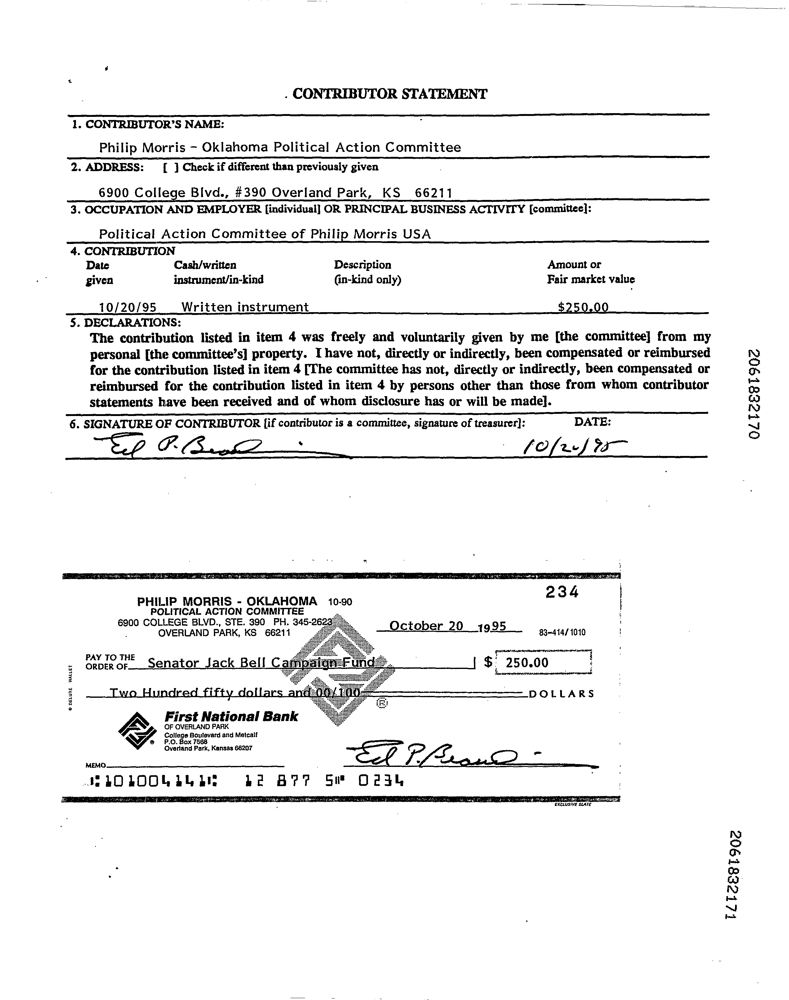 . CONTRIBUTOR STATEMENT
1. CONTRIBUTOR'S NAME:
Philip Morris - Oklahoma Political Action Committee
2. ADDRESS: [ ] Check if different than previously given
6900 College Blvd., #390 Overland Park, KS 66211
3. OCCUPATION AND EMPLOYER [individual] OR PRINCIPAL BUSINESS ACTIVITY [committee]:
Political Action Committee of Philip Morris USA
4. CONTRIBUTION
Date Cash/written Description Amount or
given instrument/in-kind (in-kind only) Fair market value
10/20/95 Written instrument $250.00
5. DECLARATIONS:
The contribution listed in item 4 was freely and voluntarily given by me [the committee] from my
personal [the committee's] property. I have not, directly or indirectly, been compensated or reimbursed
for the contribution listed in item 4 [The committee has not, directly or indirectly, been compensated or
reimbursed for the contribution listed in item 4 by persons other than those from whom contributor
statements have been received and of whom disclosure has or will be made].
6. SIGNATURE OF CONTRIBUTOR [if contributor is a committee, signature of treasurer]: DATE:
Ed P. 10/20/95
2061832170
234
PHILIP MORRIS - OKLAHOMA 10-90
POLITICAL ACTION COMMITTEE
6900 COLLEGE BLVD., STE. 390 PH. 345-2623
OVERLAND PARK, KS 66211
October 20 1995 83-414/1010
PAY TO THE
ORDER OF Senator Jack Bell Campaign Fund $ 250.00
Two Hundred fifty dollars and 00/100 DOLLARS
® DELUXE WALLET
First National Bank
OF OVERLAND PARK
College Boulevard and Metcalf
P.O. Box 7568
Overland Park, Kansas 66207
MEMO Ed P.
⑆101004141⑆ 12 877 5⑈ 0234
EXCLUSIVE SLATE
2061832171